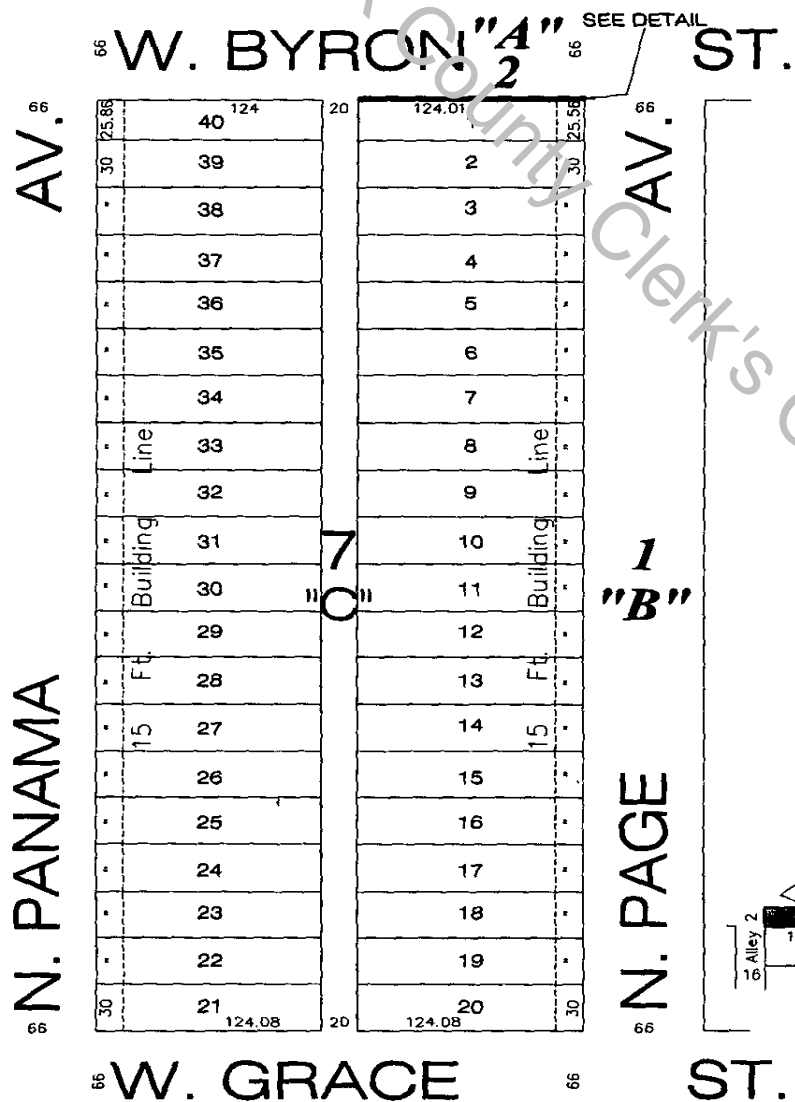 W. BYRON "A" 2 ST.
SEE DETAIL
66 66
66 66
AV. AV.
25.86 124 20 124.01 25.56
40 1
30 39 2 30
38 3
37 4
36 5
35 6
34 7
33 8
32 9
31 10
30 11
29 12
28 13
27 14
26 15
25 16
24 17
23 18
22 19
30 21 20 30
124.08 20 124.08
15 Ft. Building Line
15 Ft. Building Line
7
"C"
1
"B"
N. PANAMA
N. PAGE
66 66
Alley 2
16
1
66 66
W. GRACE ST.
County Clerk's